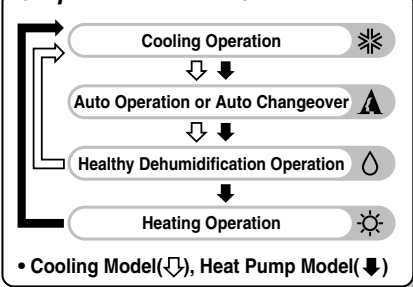 Cooling Operation
Auto Operation or Auto Changeover
Healthy Dehumidification Operation
Heating Operation
• Cooling Model(⇩), Heat Pump Model(⬇)